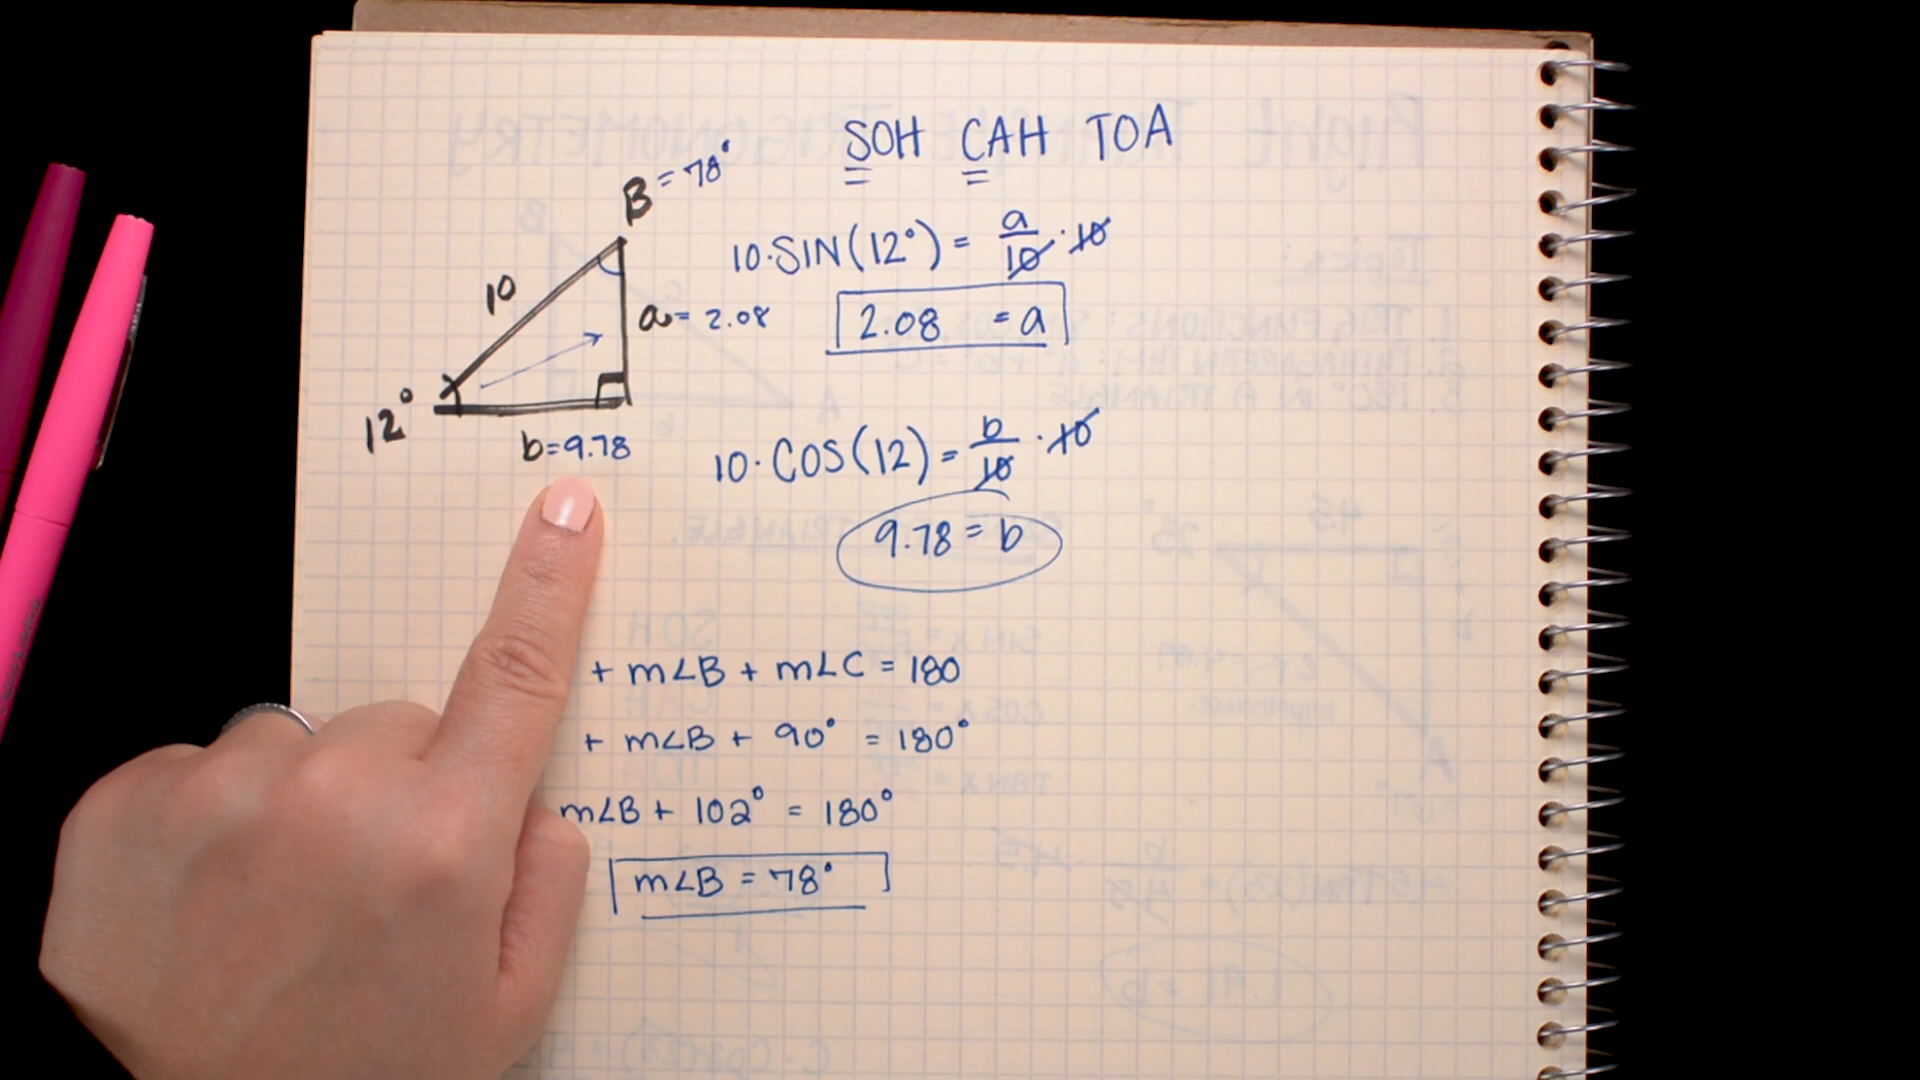 SOH CAH TOA
B = 78°
10·SIN(12°) = a/10 · 10
10
a = 2.08
2.08 = a
12°
b = 9.78
10·COS(12) = b/10 · 10
9.78 = b
+ m∠B + m∠C = 180
+ m∠B + 90° = 180°
m∠B + 102° = 180°
m∠B = 78°